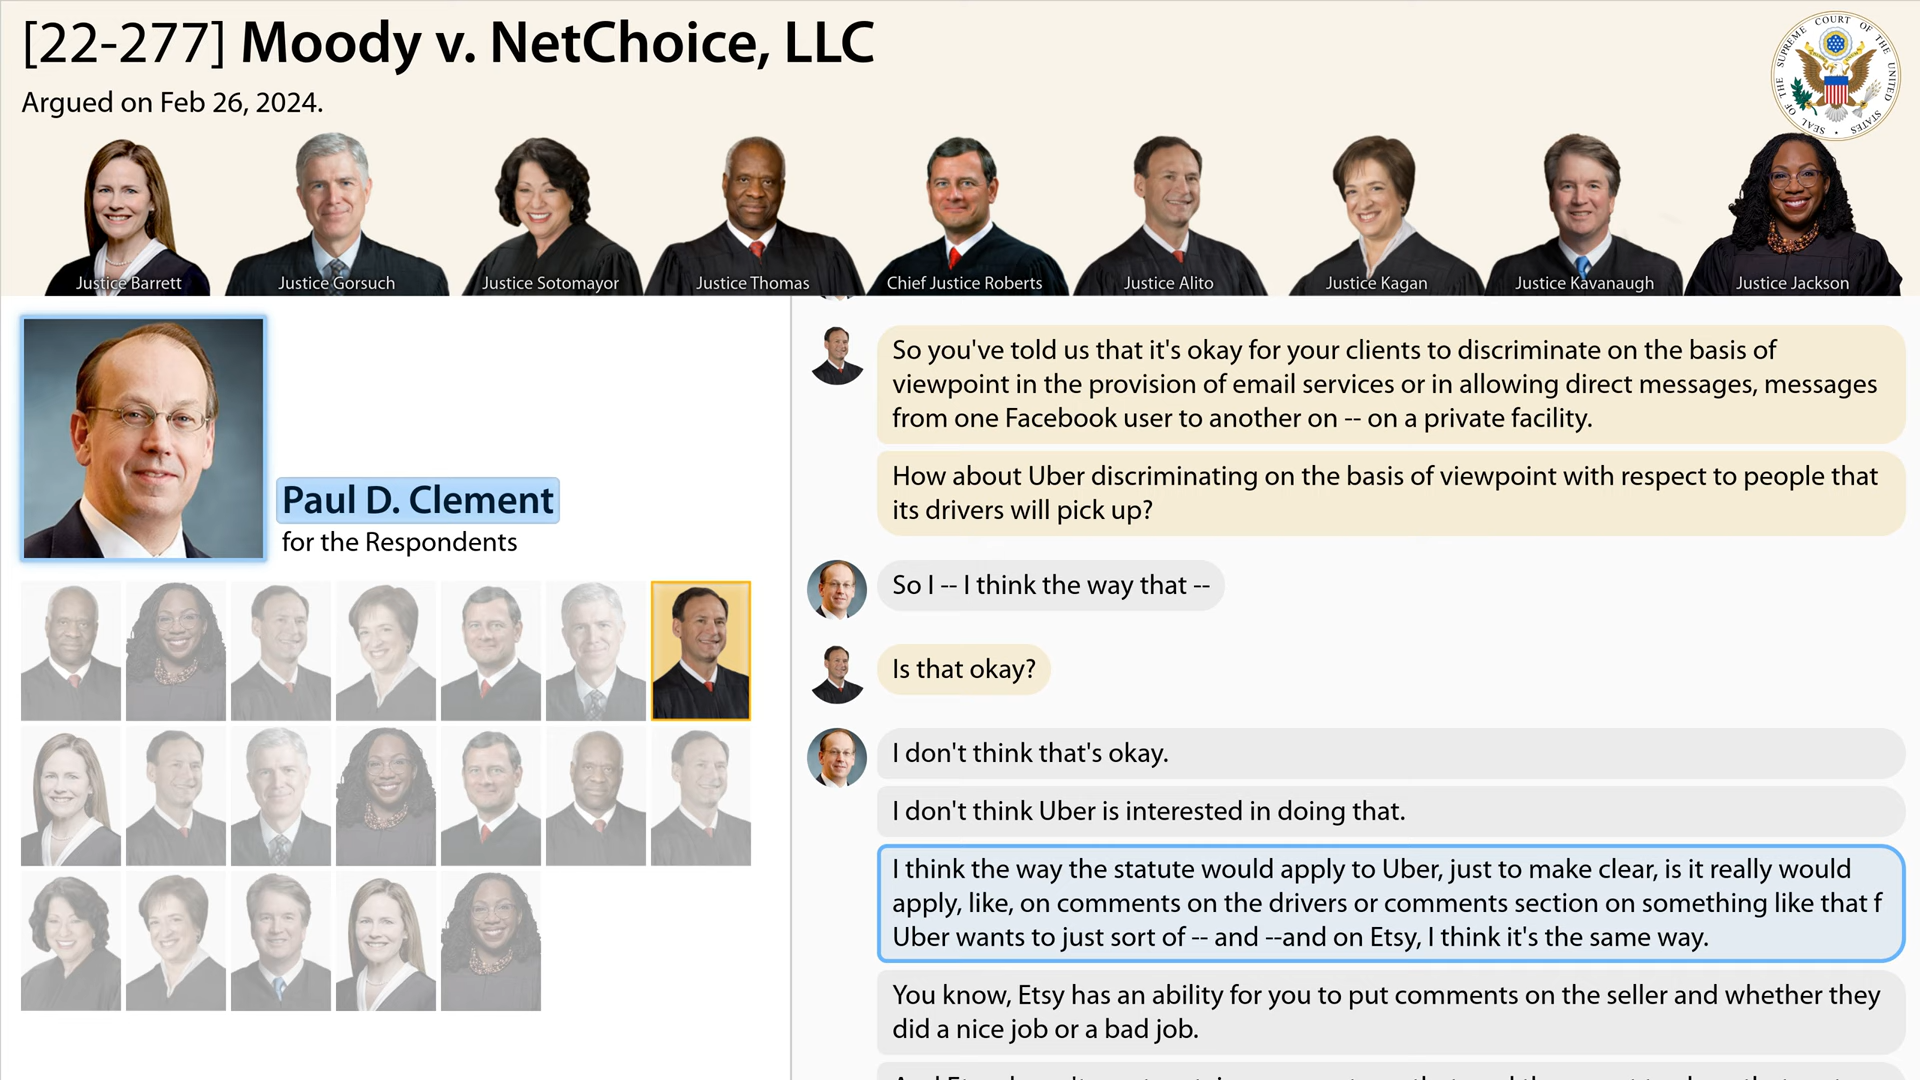 [22-277] Moody v. NetChoice, LLC
Argued on Feb 26, 2024.
SEAL OF THE SUPREME COURT OF THE UNITED STATES
Justice Barrett
Justice Gorsuch
Justice Sotomayor
Justice Thomas
Chief Justice Roberts
Justice Alito
Justice Kagan
Justice Kavanaugh
Justice Jackson
Paul D. Clement
for the Respondents
So you've told us that it's okay for your clients to discriminate on the basis of
viewpoint in the provision of email services or in allowing direct messages, messages
from one Facebook user to another on -- on a private facility.
How about Uber discriminating on the basis of viewpoint with respect to people that
its drivers will pick up?
So I -- I think the way that --
Is that okay?
I don't think that's okay.
I don't think Uber is interested in doing that.
I think the way the statute would apply to Uber, just to make clear, is it really would
apply, like, on comments on the drivers or comments section on something like that f
Uber wants to just sort of -- and --and on Etsy, I think it's the same way.
You know, Etsy has an ability for you to put comments on the seller and whether they
did a nice job or a bad job.